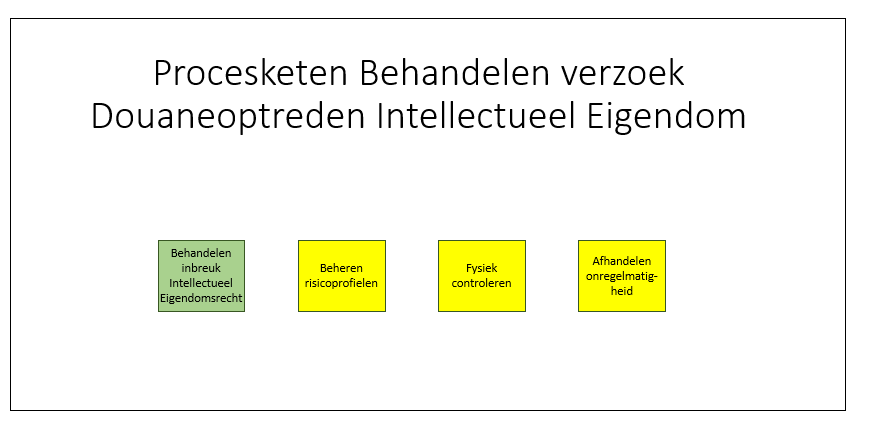 Procesketen Behandelen verzoek
Douaneoptreden Intellectueel Eigendom
Behandelen
inbreuk
Intellectueel
Eigendomsrecht
Beheren
risicoprofielen
Fysiek
controleren
Afhandelen
onregelmatig-
heid